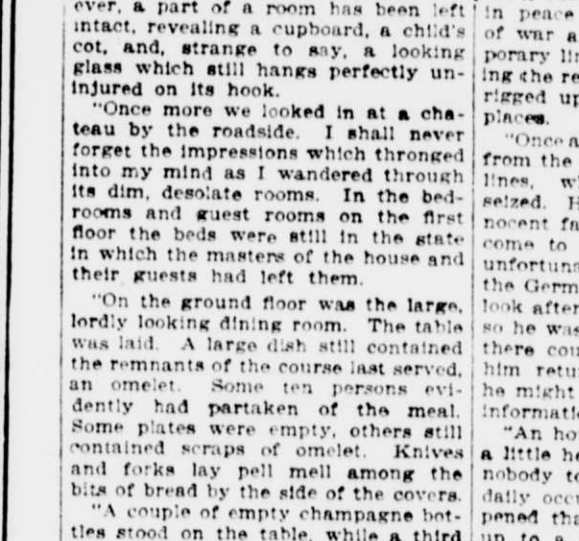 ever, a part of a room has been left
intact, revealing a cupboard, a child's
cot, and, strange to say, a looking
glass which still hangs perfectly un-
injured on its hook.
"Once more we looked in at a cha-
teau by the roadside. I shall never
forget the impressions which thronged
into my mind as I wandered through
its dim, desolate rooms. In the bed-
rooms and guest rooms on the first
floor the beds were still in the state
in which the masters of the house and
their guests had left them.
"On the ground floor was the large,
lordly looking dining room. The table
was laid. A large dish still contained
the remnants of the course last served,
an omelet. Some ten persons evi-
dently had partaken of the meal.
Some plates were empty, others still
contained scraps of omelet. Knives
and forks lay pell mell among the
bits of bread by the side of the covers.
"A couple of empty champagne bot-
tles stood on the table, while a third
in peace
of war a
porary li
ing the re
rigged up
places.
"Once a
from the
lines, w
seized. H
nocent fa
come to
unfortuna
the Germ
look after
so he was
there cou
him retu
he might
informati
"An ho
a little he
nobody to
daily occ
pened tha
up to a